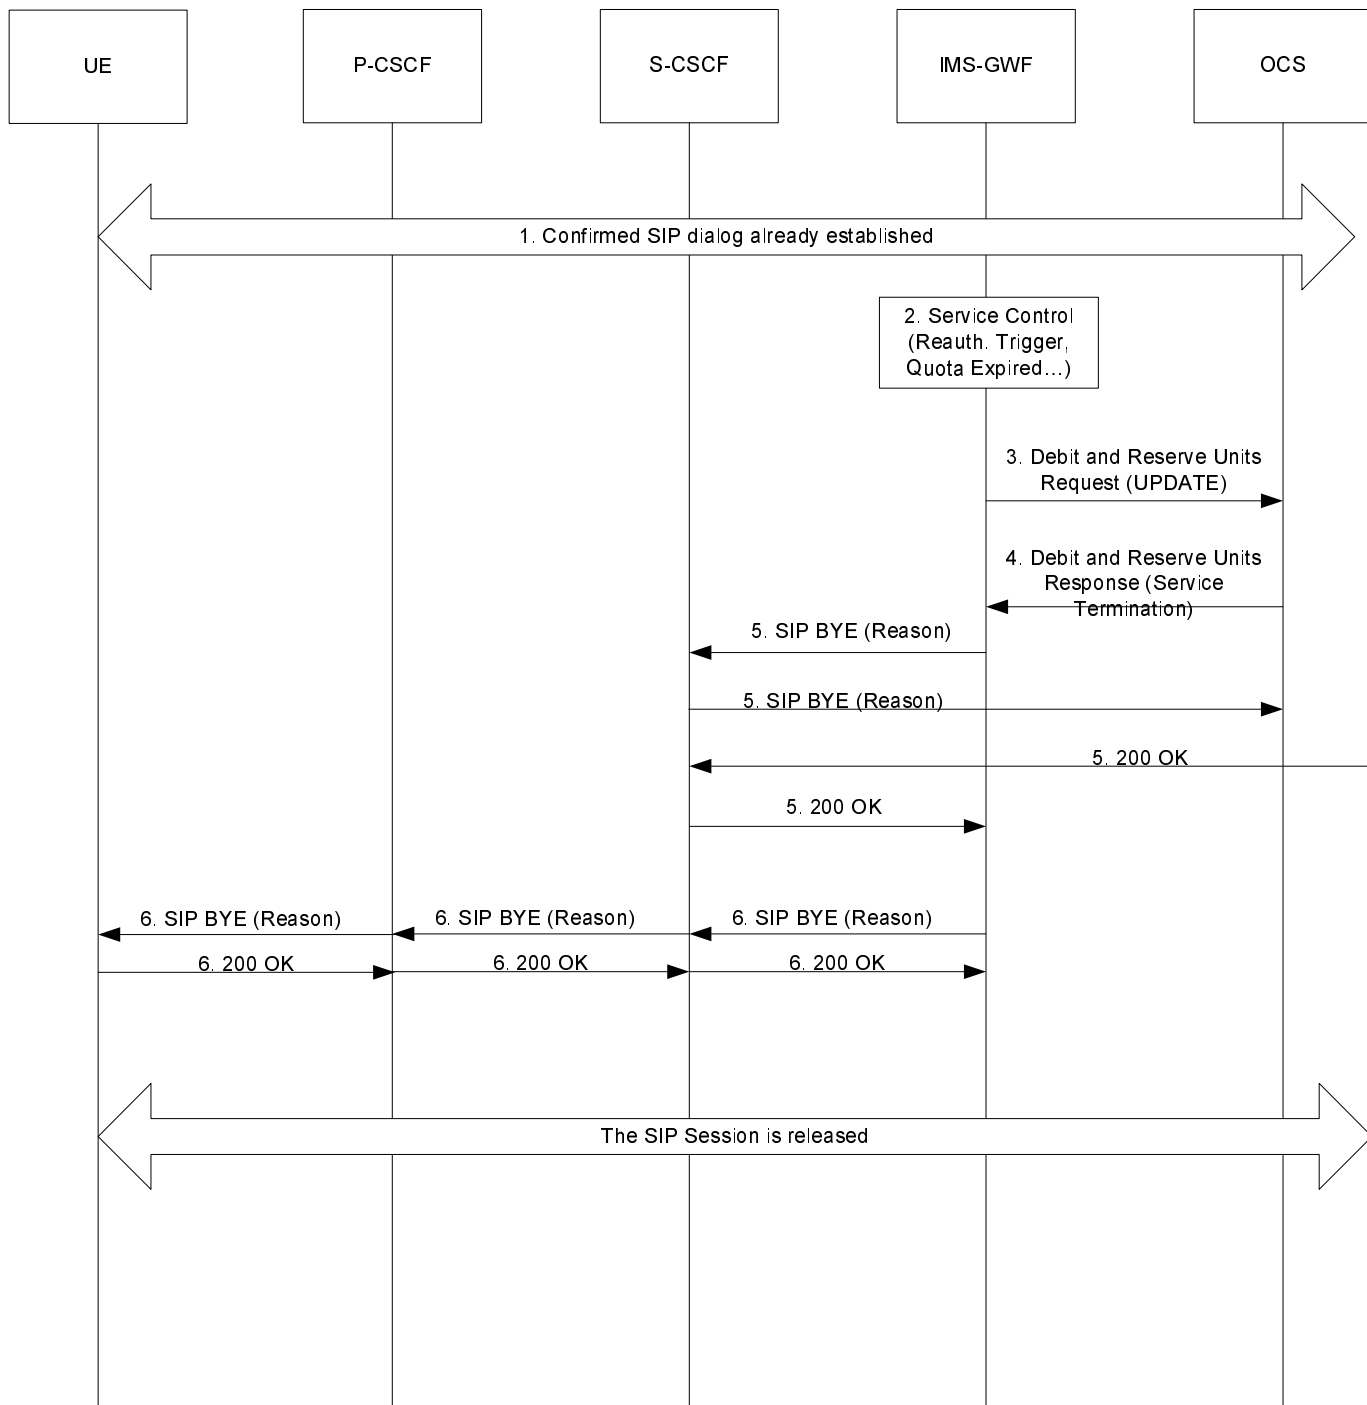 UE
P-CSCF
S-CSCF
IMS-GWF
OCS
1. Confirmed SIP dialog already established
2. Service Control
(Reauth. Trigger,
Quota Expired...)
3. Debit and Reserve Units
Request (UPDATE)
4. Debit and Reserve Units
Response (Service
Termination)
5. SIP BYE (Reason)
5. SIP BYE (Reason)
5. 200 OK
5. 200 OK
6. SIP BYE (Reason)
6. SIP BYE (Reason)
6. SIP BYE (Reason)
6. 200 OK
6. 200 OK
6. 200 OK
The SIP Session is released